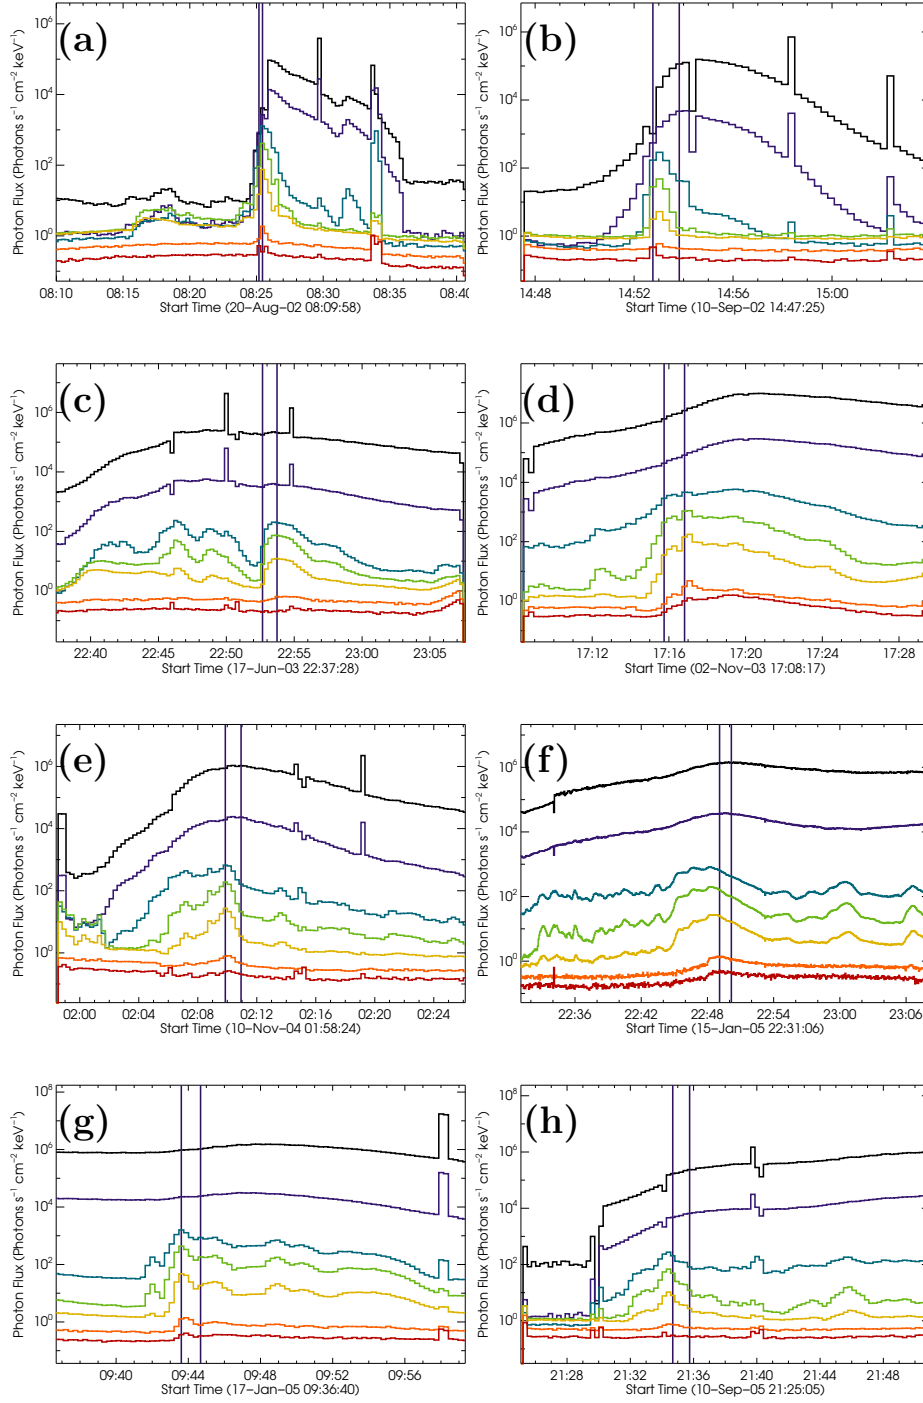 (a)
Photon Flux (Photons s⁻¹ cm⁻² keV⁻¹)
10⁶
10⁴
10²
10⁰
08:10 08:15 08:20 08:25 08:30 08:35 08:40
Start Time (20-Aug-02 08:09:58)
(b)
Photon Flux (Photons s⁻¹ cm⁻² keV⁻¹)
10⁶
10⁴
10²
10⁰
14:48 14:52 14:56 15:00
Start Time (10-Sep-02 14:47:25)
(c)
Photon Flux (Photons s⁻¹ cm⁻² keV⁻¹)
10⁶
10⁴
10²
10⁰
22:40 22:45 22:50 22:55 23:00 23:05
Start Time (17-Jun-03 22:37:28)
(d)
Photon Flux (Photons s⁻¹ cm⁻² keV⁻¹)
10⁶
10⁴
10²
10⁰
17:12 17:16 17:20 17:24 17:28
Start Time (02-Nov-03 17:08:17)
(e)
Photon Flux (Photons s⁻¹ cm⁻² keV⁻¹)
10⁶
10⁴
10²
10⁰
02:00 02:04 02:08 02:12 02:16 02:20 02:24
Start Time (10-Nov-04 01:58:24)
(f)
Photon Flux (Photons s⁻¹ cm⁻² keV⁻¹)
10⁶
10⁴
10²
10⁰
22:36 22:42 22:48 22:54 23:00 23:06
Start Time (15-Jan-05 22:31:06)
(g)
Photon Flux (Photons s⁻¹ cm⁻² keV⁻¹)
10⁸
10⁶
10⁴
10²
10⁰
09:40 09:44 09:48 09:52 09:56
Start Time (17-Jan-05 09:36:40)
(h)
Photon Flux (Photons s⁻¹ cm⁻² keV⁻¹)
10⁸
10⁶
10⁴
10²
10⁰
21:28 21:32 21:36 21:40 21:44 21:48
Start Time (10-Sep-05 21:25:05)